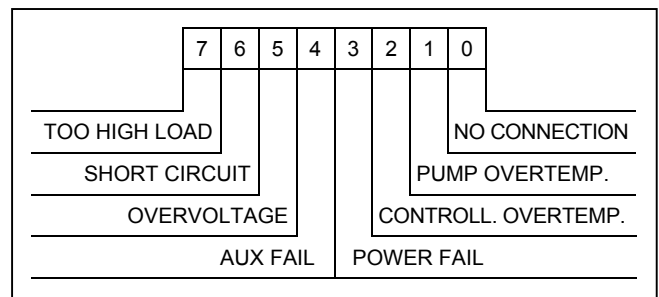 7 6 5 4 3 2 1 0
TOO HIGH LOAD NO CONNECTION
SHORT CIRCUIT PUMP OVERTEMP.
OVERVOLTAGE CONTROLL. OVERTEMP.
AUX FAIL POWER FAIL